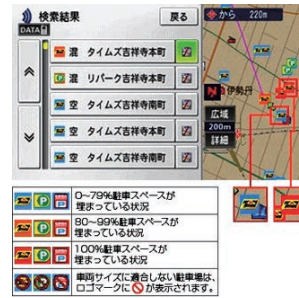 検索結果
戻る
から 220m
DATA
混 タイムズ吉祥寺本町
混 リパーク吉祥寺本町
空 タイムズ吉祥寺南町
空 タイムズ吉祥寺本町
空 タイムズ吉祥寺本町
N
伊勢丹
広域
200m
詳細
P 0~79%駐車スペースが
埋まっている状況
P 80~99%駐車スペースが
埋まっている状況
P 100%駐車スペースが
埋まっている状況
車両サイズに適合しない駐車場は、
ロゴマークに🚫が表示されます。